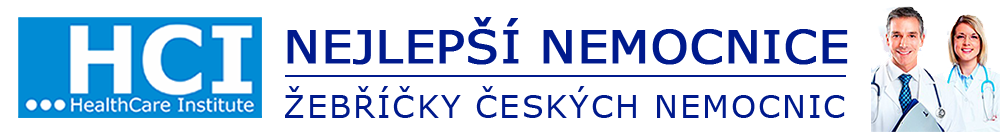 HCI
HealthCare Institute
NEJLEPŠÍ NEMOCNICE
ŽEBŘÍČKY ČESKÝCH NEMOCNIC